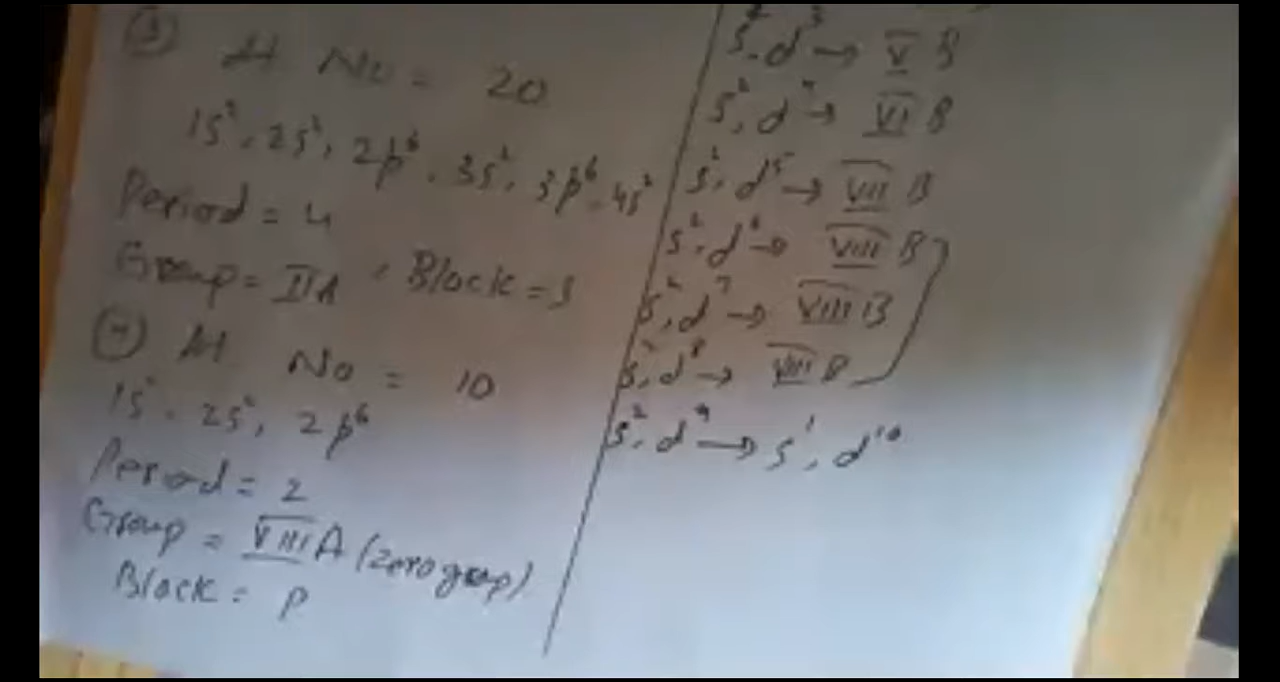 (3) At No = 20
1s², 2s², 2p⁶, 3s², 3p⁶, 4s²
Period = 4
Group = IIA, Block = s
(4) At No = 10
1s², 2s², 2p⁶
Period = 2
Group = VIII A (zero group)
Block = p
s², d³ → V B
s², d⁴ → VI B
s², d⁵ → VII B
s², d⁶ → VIII B
s², d⁷ → VIII B
s², d⁸ → VIII B
s², d⁹ → s¹, d¹⁰